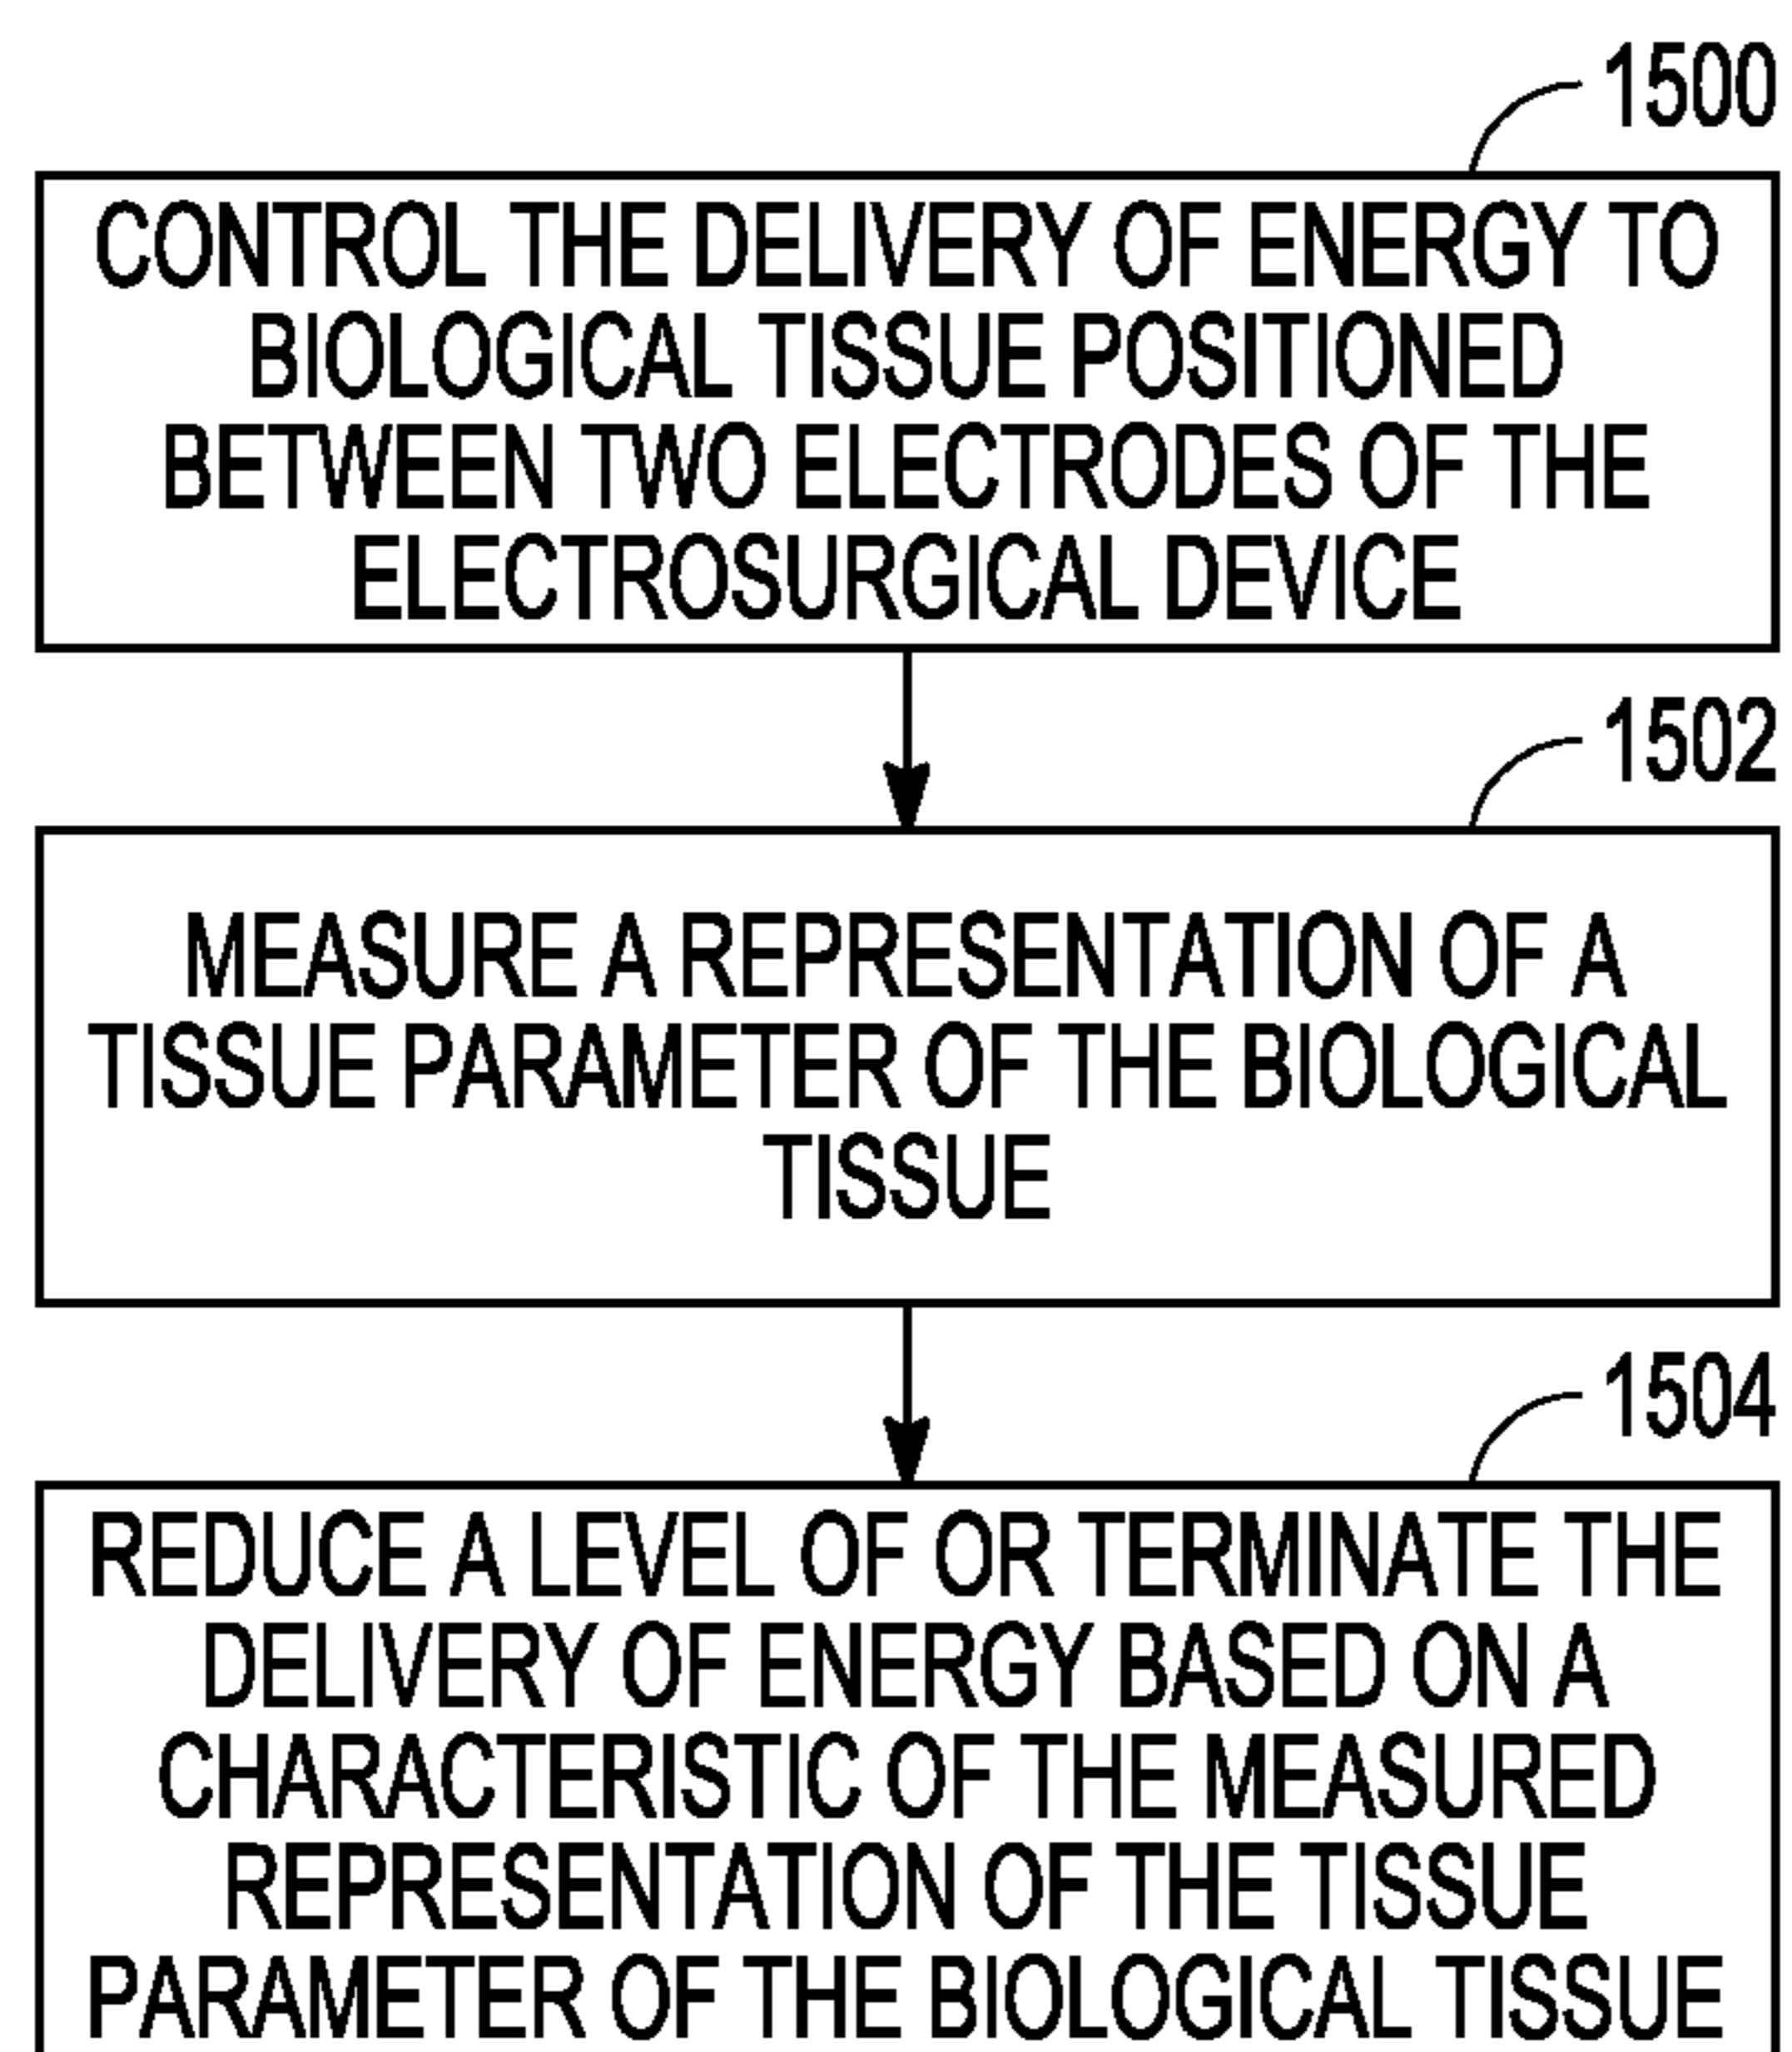 1500
CONTROL THE DELIVERY OF ENERGY TO
BIOLOGICAL TISSUE POSITIONED
BETWEEN TWO ELECTRODES OF THE
ELECTROSURGICAL DEVICE
1502
MEASURE A REPRESENTATION OF A
TISSUE PARAMETER OF THE BIOLOGICAL
TISSUE
1504
REDUCE A LEVEL OF OR TERMINATE THE
DELIVERY OF ENERGY BASED ON A
CHARACTERISTIC OF THE MEASURED
REPRESENTATION OF THE TISSUE
PARAMETER OF THE BIOLOGICAL TISSUE